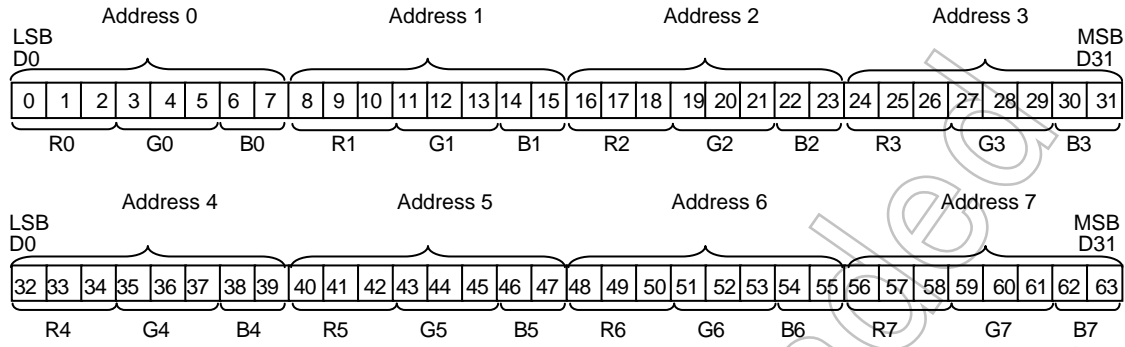 Address 0 Address 1 Address 2 Address 3
LSB MSB
D0 D31
0 1 2 3 4 5 6 7 8 9 10 11 12 13 14 15 16 17 18 19 20 21 22 23 24 25 26 27 28 29 30 31
R0 G0 B0 R1 G1 B1 R2 G2 B2 R3 G3 B3
Address 4 Address 5 Address 6 Address 7
LSB MSB
D0 D31
32 33 34 35 36 37 38 39 40 41 42 43 44 45 46 47 48 49 50 51 52 53 54 55 56 57 58 59 60 61 62 63
R4 G4 B4 R5 G5 B5 R6 G6 B6 R7 G7 B7